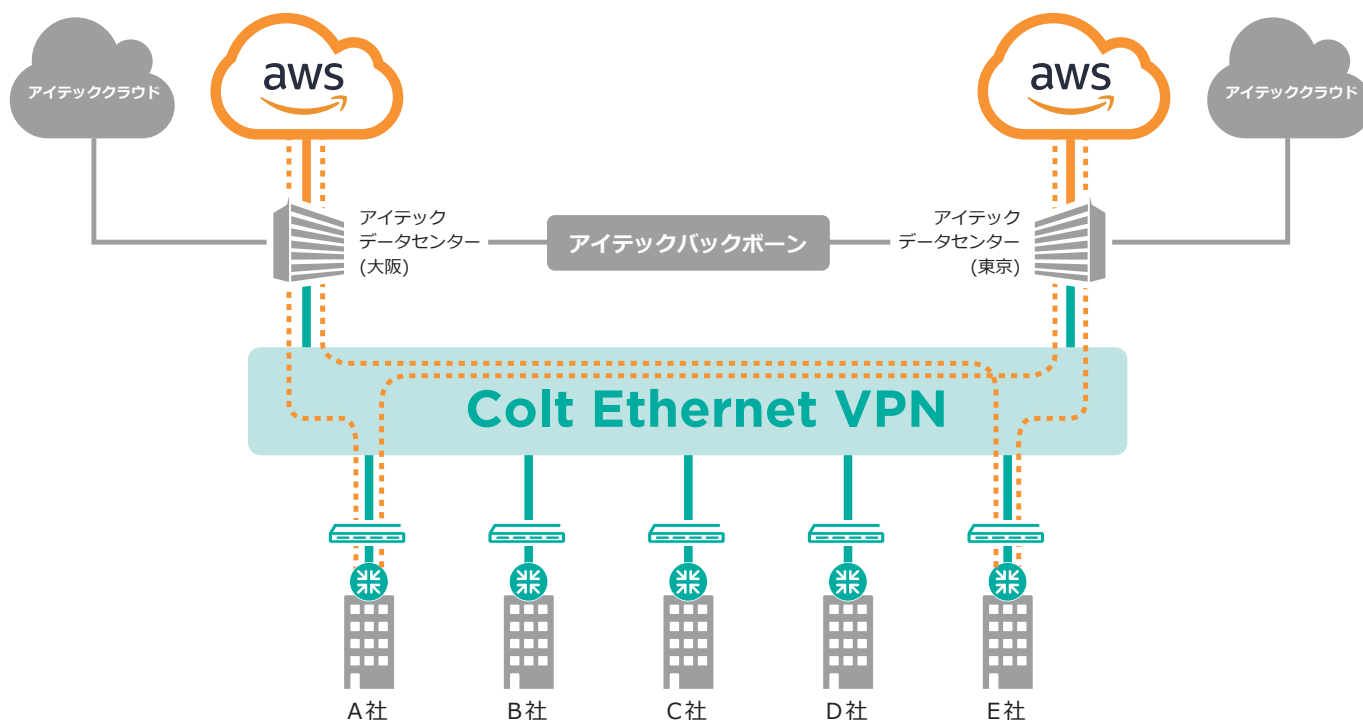 アイテッククラウド
aws
aws
アイテッククラウド
アイテック
データセンター
(大阪)
アイテックバックボーン
アイテック
データセンター
(東京)
Colt Ethernet VPN
A社
B社
C社
D社
E社